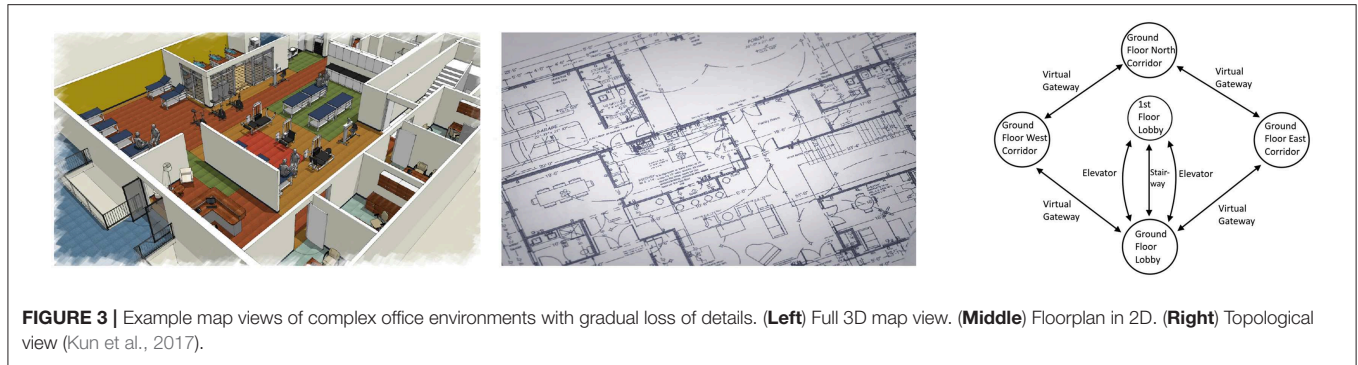 Ground
Floor North
Corridor
Virtual
Gateway
Virtual
Gateway
1st
Floor
Lobby
Ground
Floor West
Corridor
Ground
Floor East
Corridor
Elevator
Stair-
way
Elevator
Virtual
Gateway
Virtual
Gateway
Ground
Floor
Lobby
PORCH
GARAGE
FIGURE 3 | Example map views of complex office environments with gradual loss of details. (Left) Full 3D map view. (Middle) Floorplan in 2D. (Right) Topological
view (Kun et al., 2017).